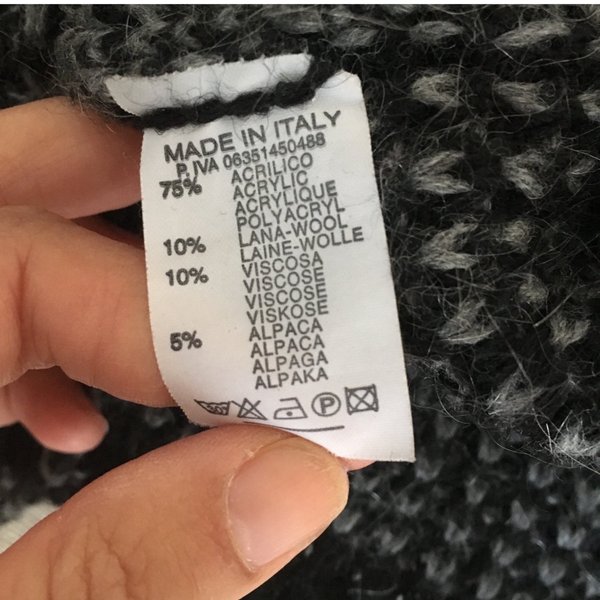 MADE IN ITALY
P. IVA 06351450488
75% ACRILICO
ACRYLIC
ACRYLIQUE
POLYACRYL
10% LANA-WOOL
LAINE-WOLLE
10% VISCOSA
VISCOSE
VISCOSE
VISKOSE
5% ALPACA
ALPACA
ALPAGA
ALPAKA
P